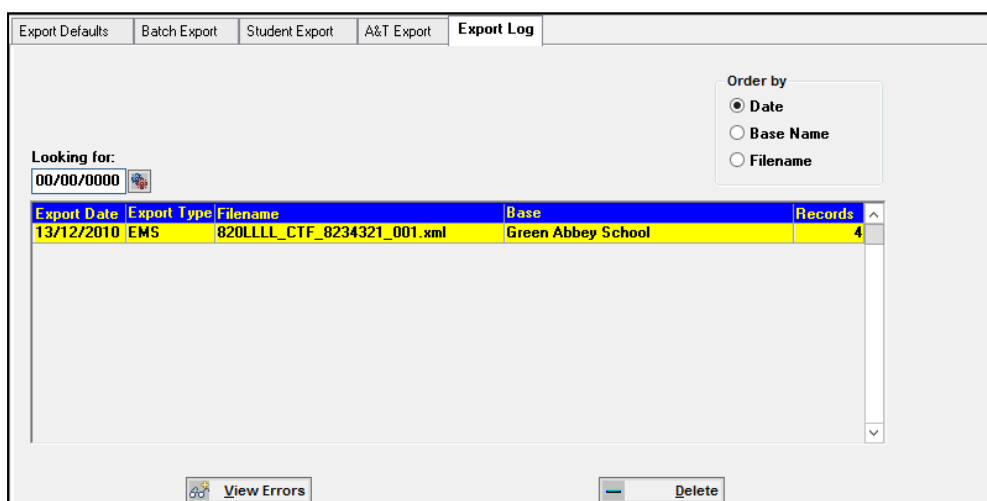 Export Defaults Batch Export Student Export A&T Export Export Log
Order by
Date
Base Name
Filename
Looking for:
00/00/0000
Export Date Export Type Filename Base Records
13/12/2010 EMS 820LLLL_CTF_8234321_001.xml Green Abbey School 4
View Errors Delete